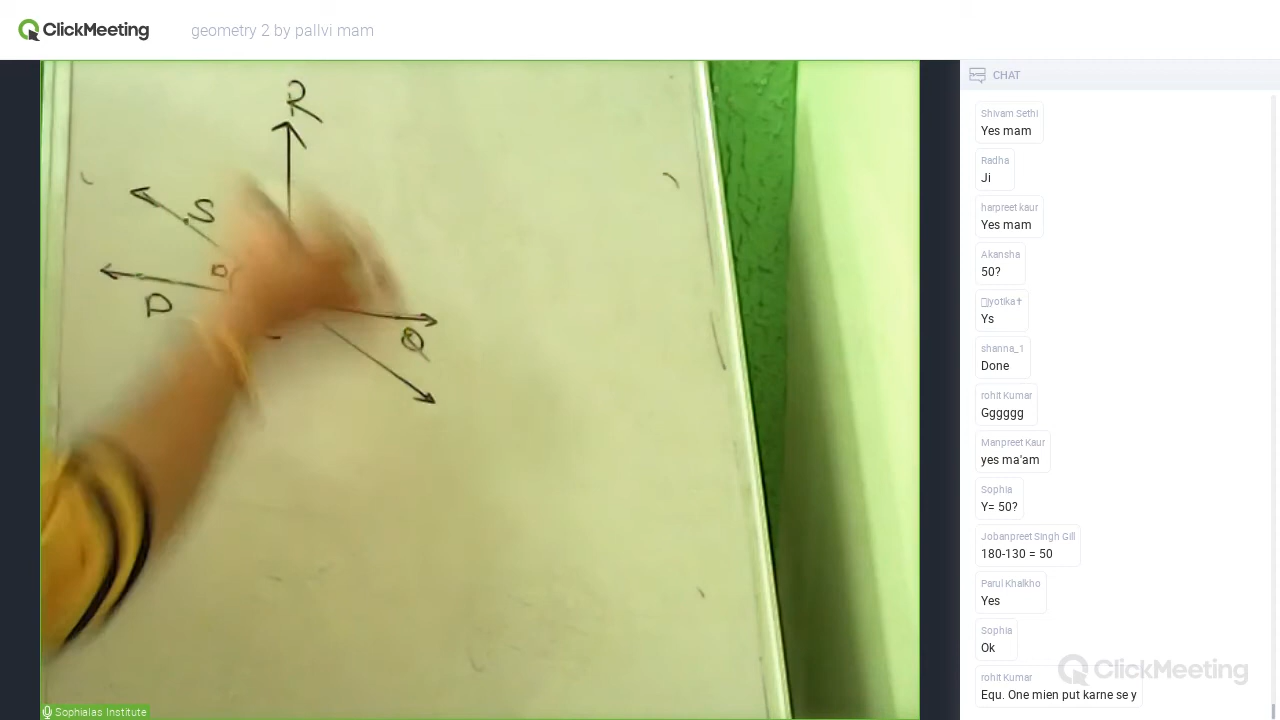 ClickMeeting
geometry 2 by pallvi mam
CHAT
R
S
P
Q
Shivam Sethi
Yes mam
Radha
Ji
harpreet kaur
Yes mam
Akansha
50?
jyotika✝
Ys
shanna_1
Done
rohit Kumar
Gggggg
Manpreet Kaur
yes ma'am
Sophia
Y= 50?
Jobanpreet Singh Gill
180-130 = 50
Parul Khalkho
Yes
Sophia
Ok
rohit Kumar
Equ. One mien put karne se y
ClickMeeting
Sophialas Institute